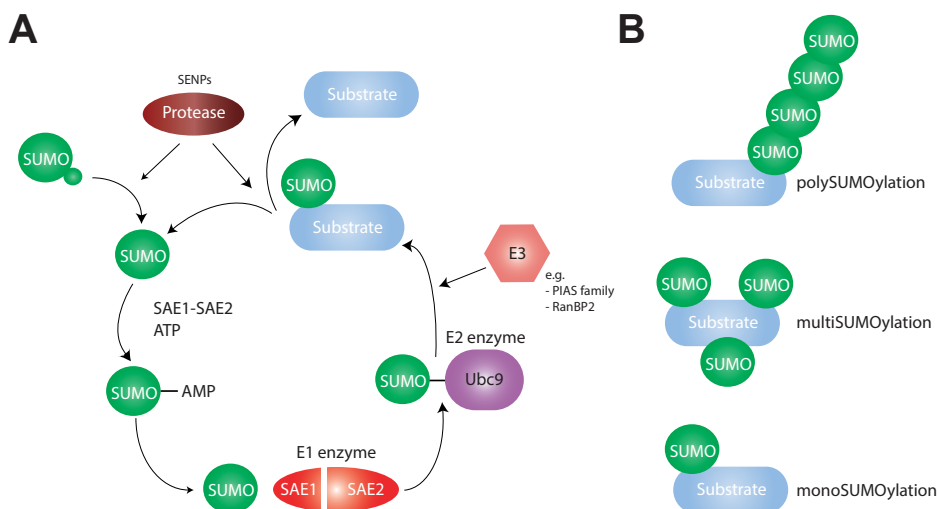 A
SENPs
Protease
Substrate
SUMO
SUMO
Substrate
SUMO
SAE1-SAE2
ATP
E3
e.g.
- PIAS family
- RanBP2
E2 enzyme
SUMO
Ubc9
SUMO
AMP
E1 enzyme
SUMO
SAE1
SAE2
B
SUMO
SUMO
SUMO
SUMO
Substrate
polySUMOylation
SUMO
SUMO
Substrate
multiSUMOylation
SUMO
SUMO
Substrate
monoSUMOylation